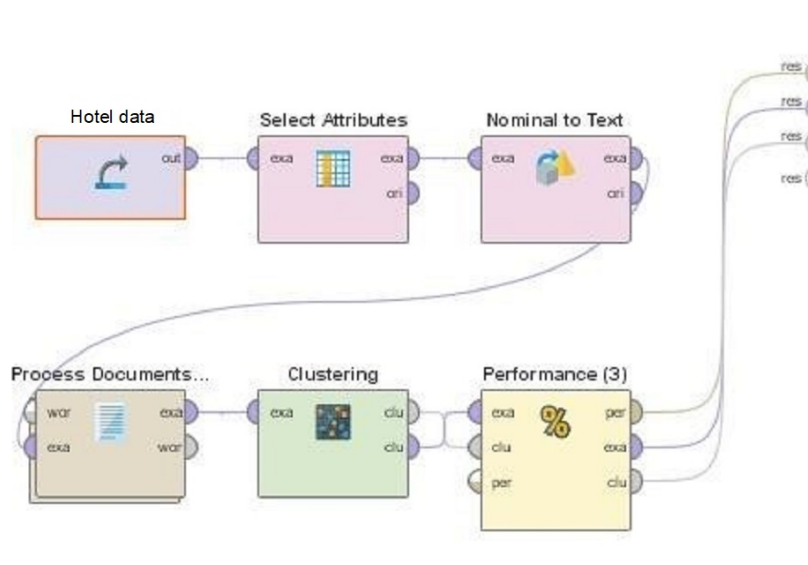 Hotel data
Select Attributes
Nominal to Text
out
exa
exa
ori
exa
exa
ori
res
res
res
res
Process Documents...
Clustering
Performance (3)
wor
exa
exa
wor
exa
clu
clu
exa
clu
per
per
exa
clu
%